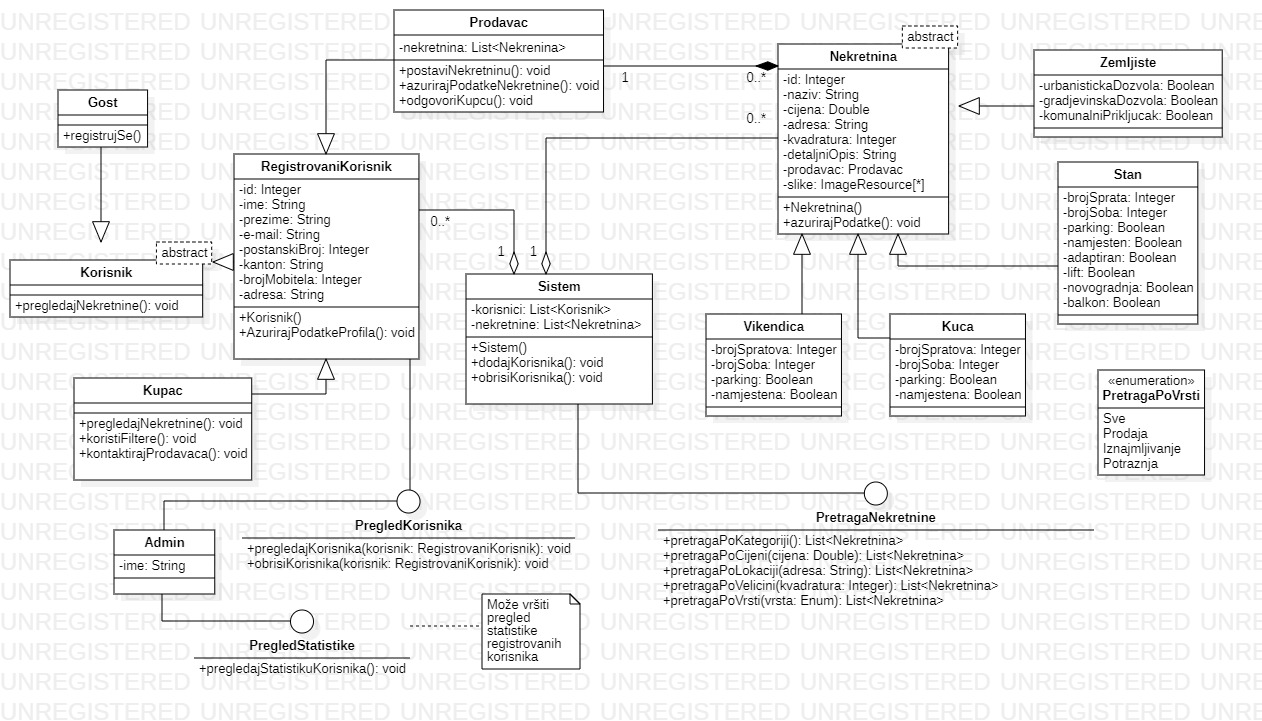 Prodavac
-nekretnina: List<Nekrenina>
+postaviNekretninu(): void
+azurirajPodatkeNekretnine(): void
+odgovoriKupcu(): void
1
0..*
0..*
abstract
Nekretnina
-id: Integer
-naziv: String
-cijena: Double
-adresa: String
-kvadratura: Integer
-detaljniOpis: String
-prodavac: Prodavac
-slike: ImageResource[*]
+Nekretnina()
+azurirajPodatke(): void
Zemljiste
-urbanistickaDozvola: Boolean
-gradjevinskaDozvola: Boolean
-komunalniPrikljucak: Boolean
Gost
+registrujSe()
RegistrovaniKorisnik
-id: Integer
-ime: String
-prezime: String
-e-mail: String
-postanskiBroj: Integer
-kanton: String
-brojMobitela: Integer
-adresa: String
+Korisnik()
+AzurirajPodatkeProfila(): void
0..*
1
1
Stan
-brojSprata: Integer
-brojSoba: Integer
-parking: Boolean
-namjesten: Boolean
-adaptiran: Boolean
-lift: Boolean
-novogradnja: Boolean
-balkon: Boolean
abstract
Korisnik
+pregledajNekretnine(): void
Sistem
-korisnici: List<Korisnik>
-nekretnine: List<Nekretnina>
+Sistem()
+dodajKorisnika(): void
+obrisiKorisnika(): void
Vikendica
-brojSpratova: Integer
-brojSoba: Integer
-parking: Boolean
-namjestena: Boolean
Kuca
-brojSpratova: Integer
-brojSoba: Integer
-parking: Boolean
-namjestena: Boolean
Kupac
+pregledajNekretnine(): void
+koristiFiltere(): void
+kontaktirajProdavaca(): void
«enumeration»
PretragaPoVrsti
Sve
Prodaja
Iznajmljivanje
Potraznja
PregledKorisnika
+pregledajKorisnika(korisnik: RegistrovaniKorisnik): void
+obrisiKorisnika(korisnik: RegistrovaniKorisnik): void
PretragaNekretnine
+pretragaPoKategoriji(): List<Nekretnina>
+pretragaPoCijeni(cijena: Double): List<Nekretnina>
+pretragaPoLokaciji(adresa: String): List<Nekretnina>
+pretragaPoVelicini(kvadratura: Integer): List<Nekretnina>
+pretragaPoVrsti(vrsta: Enum): List<Nekretnina>
Admin
-ime: String
PregledStatistike
+pregledajStatistikuKorisnika(): void
Može vršiti
pregled
statistike
registrovanih
korisnika
UNREGISTERED